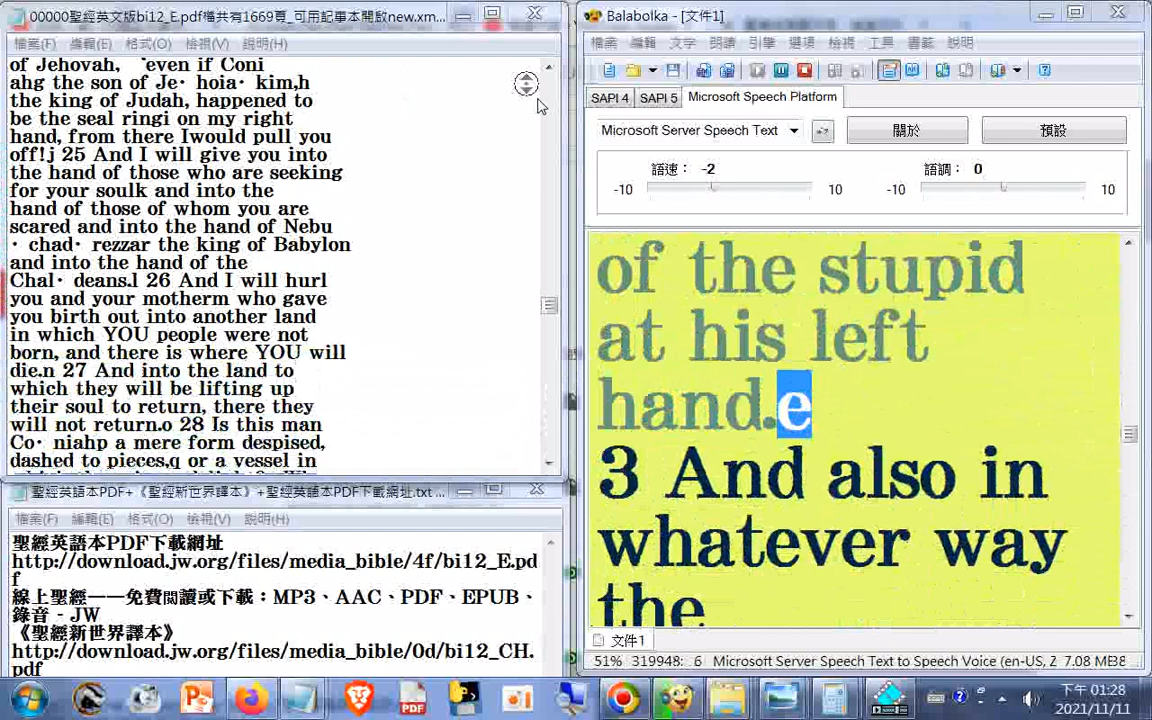 00000聖經英文版bi12_E.pdf檔共有1669頁_可用記事本開啟new.xm...
檔案(F) 編輯(E) 格式(O) 檢視(V) 說明(H)
of Jehovah, ˋeven if Coni
ahg the son of Je· hoia· kim,h
the king of Judah, happened to
be the seal ringi on my right
hand, from there Iwould pull you
off!j 25 And I will give you into
the hand of those who are seeking
for your soulk and into the
hand of those of whom you are
scared and into the hand of Nebu
· chad· rezzar the king of Babylon
and into the hand of the
Chal· deans.l 26 And I will hurl
you and your motherm who gave
you birth out into another land
in which YOU people were not
born, and there is where YOU will
die.n 27 And into the land to
which they will be lifting up
their soul to return, there they
will not return.o 28 Is this man
Co· niahp a mere form despised,
dashed to pieces,q or a vessel in
聖經英語本PDF+《聖經新世界譯本》+聖經英語本PDF下載網址.txt ...
檔案(F) 編輯(E) 格式(O) 檢視(V) 說明(H)
聖經英語本PDF下載網址
http://download.jw.org/files/media_bible/4f/bi12_E.pd
f
線上聖經——免費閱讀或下載：MP3、AAC、PDF、EPUB、
錄音 - JW
《聖經新世界譯本》
http://download.jw.org/files/media_bible/0d/bi12_CH.
pdf
Balabolka - [文件1]
檔案 編輯 文字 朗讀 引擎 選項 檢視 工具 書籤 說明
SAPI 4 SAPI 5 Microsoft Speech Platform
Microsoft Server Speech Text 關於 預設
語速： -2 語調： 0
-10 10 -10 10
of the stupid
at his left
hand.e
3 And also in
whatever way
the
文件1
51% 319948: 6 Microsoft Server Speech Text to Speech Voice (en-US, Z 7.08 MB
下午 01:28
2021/11/11